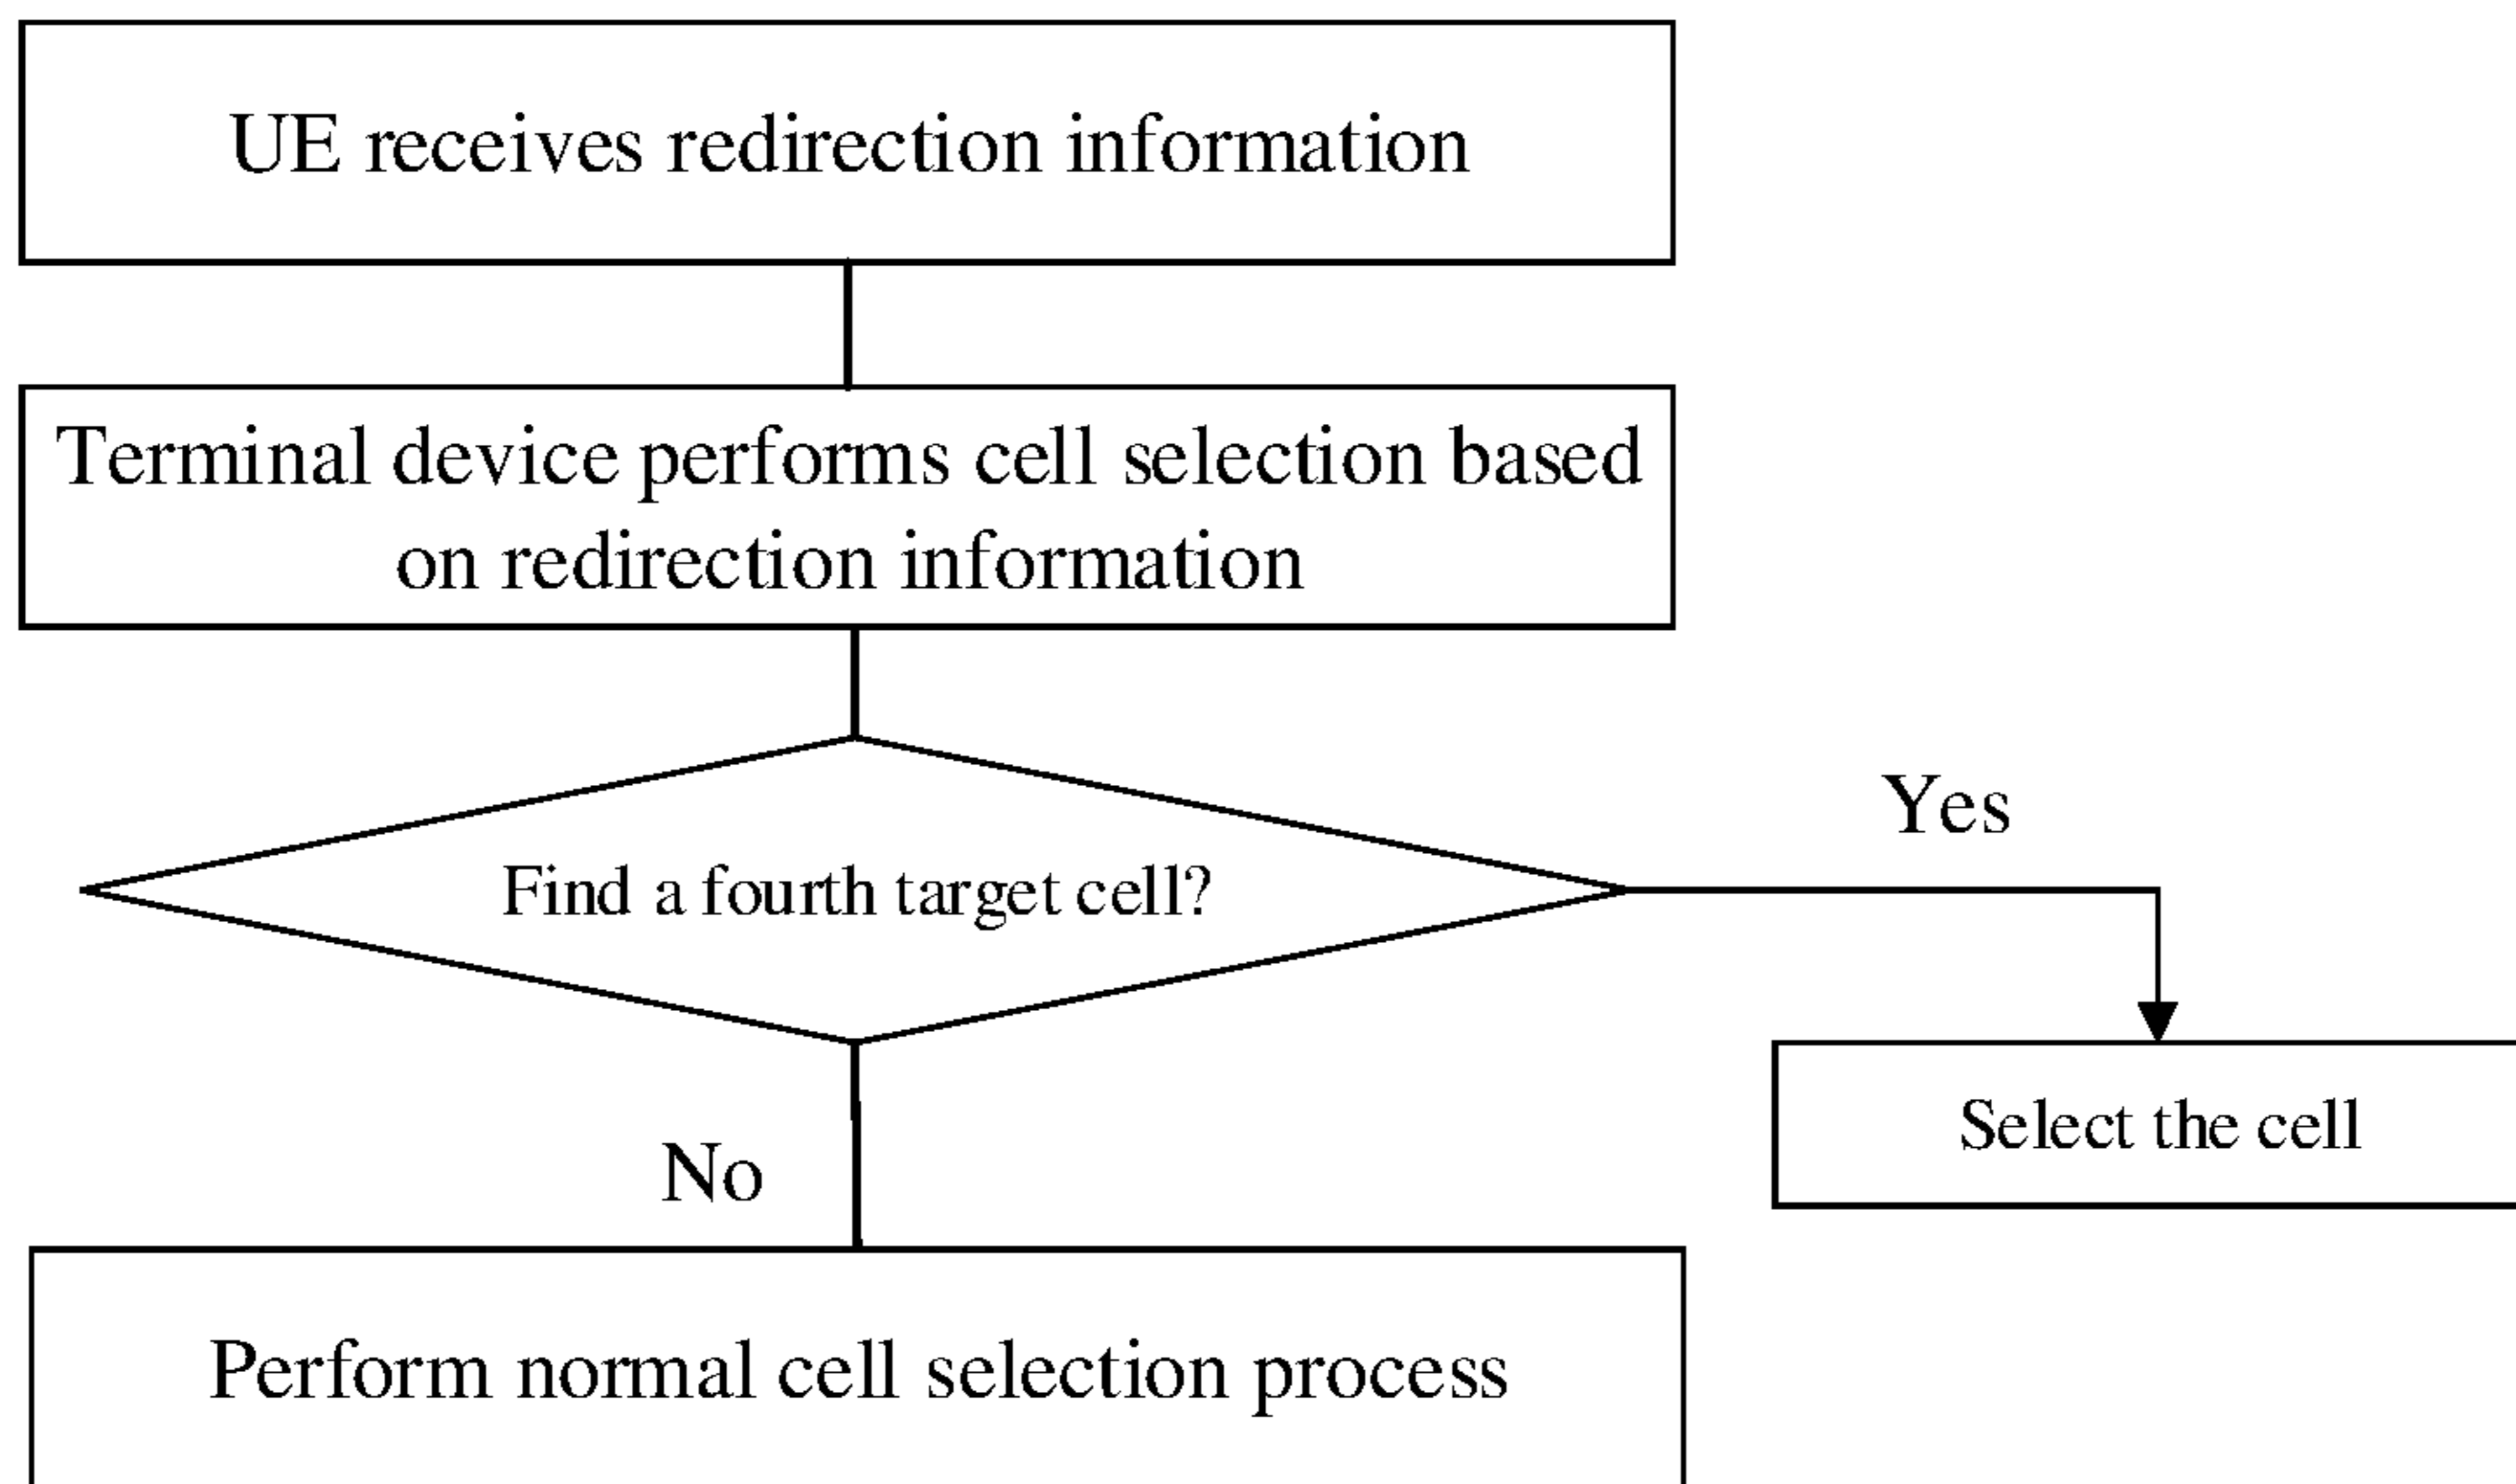 UE receives redirection information
Terminal device performs cell selection based
on redirection information
Find a fourth target cell?
Yes
Select the cell
No
Perform normal cell selection process